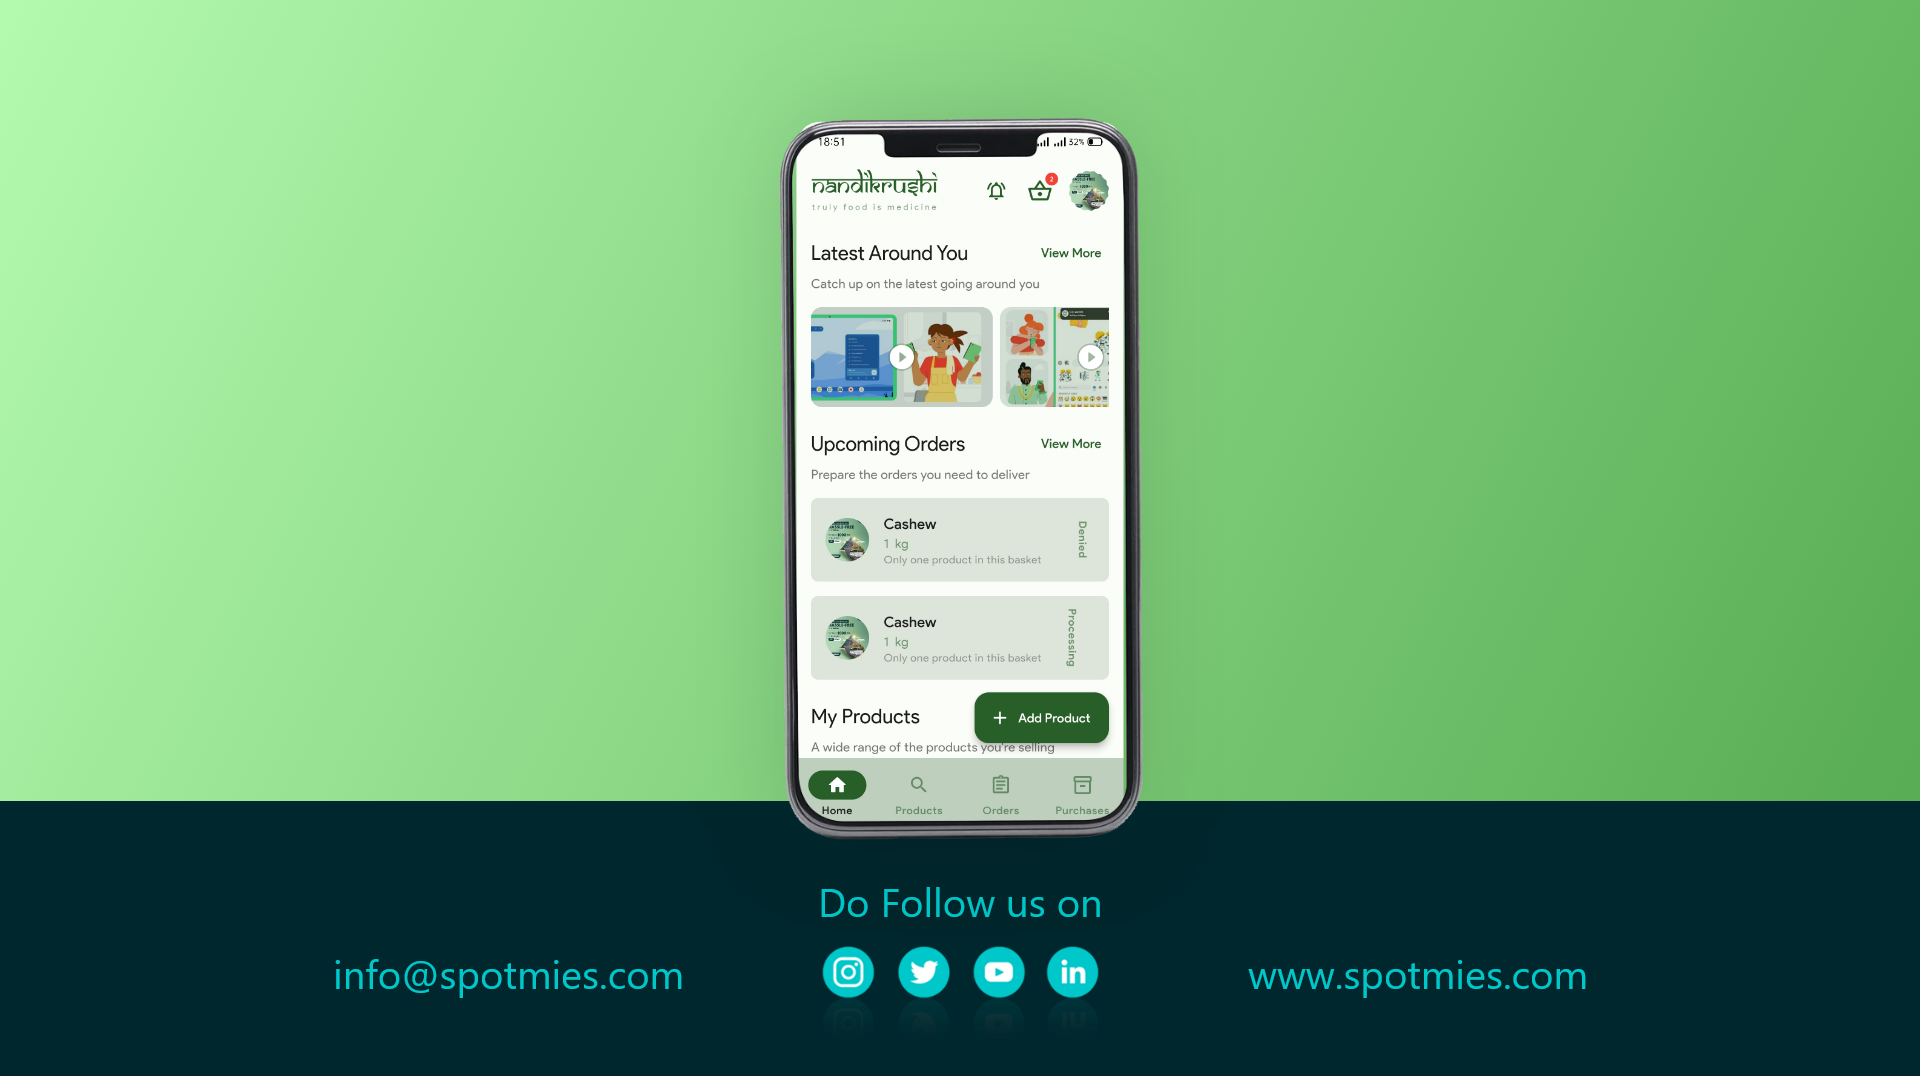 18:51
32%
nandikrushi
2
truly food is medicine
Latest Around You
View More
Catch up on the latest going around you
Upcoming Orders
View More
Prepare the orders you need to deliver
Cashew
1 kg
Only one product in this basket
Denied
Cashew
1 kg
Only one product in this basket
Processing
My Products
Add Product
A wide range of the products you're selling
Home
Products
Orders
Purchases
Do Follow us on
info@spotmies.com
in
www.spotmies.com